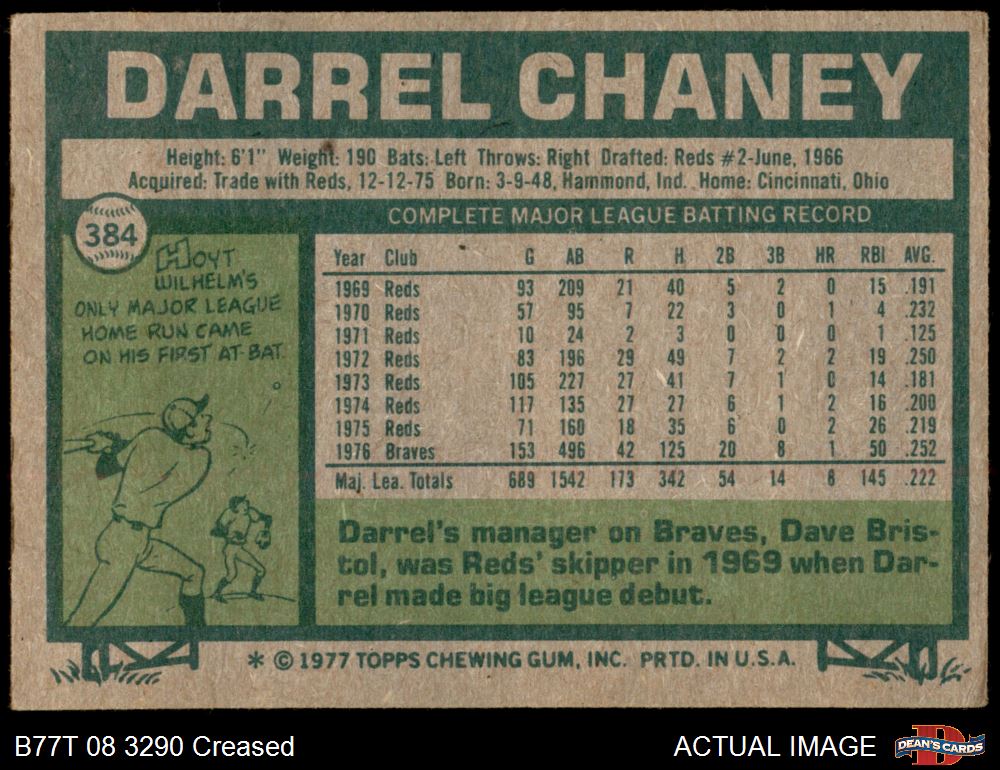 DARREL CHANEY
Height: 6'1" Weight: 190 Bats: Left Throws: Right Drafted: Reds #2-June, 1966
Acquired: Trade with Reds, 12-12-75 Born: 3-9-48, Hammond, Ind. Home: Cincinnati, Ohio
384
HOYT
WILHELM'S
ONLY MAJOR LEAGUE
HOME RUN CAME
ON HIS FIRST AT-BAT.
COMPLETE MAJOR LEAGUE BATTING RECORD
Year Club G AB R H 2B 3B HR RBI AVG.
1969 Reds 93 209 21 40 5 2 0 15 .191
1970 Reds 57 95 7 22 3 0 1 4 .232
1971 Reds 10 24 2 3 0 0 0 1 .125
1972 Reds 83 196 29 49 7 2 2 19 .250
1973 Reds 105 227 27 41 7 1 0 14 .181
1974 Reds 117 135 27 27 6 1 2 16 .200
1975 Reds 71 160 18 35 6 0 2 26 .219
1976 Braves 153 496 42 125 20 8 1 50 .252
Maj. Lea. Totals 689 1542 173 342 54 14 8 145 .222
Darrel's manager on Braves, Dave Bris-
tol, was Reds' skipper in 1969 when Dar-
rel made big league debut.
* © 1977 TOPPS CHEWING GUM, INC. PRTD. IN U.S.A.
B77T 08 3290 Creased
ACTUAL IMAGE
D
DEAN'S CARDS